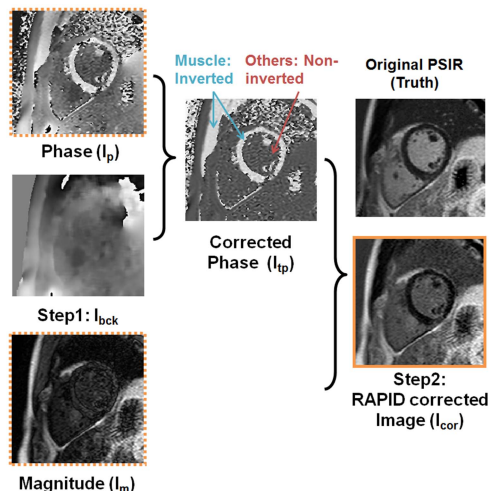 Phase (Ip)
Step1: Ibck
Magnitude (Im)
Muscle:
Inverted
Others: Non-
inverted
Corrected
Phase (Itp)
Original PSIR
(Truth)
Step2:
RAPID corrected
Image (Icor)